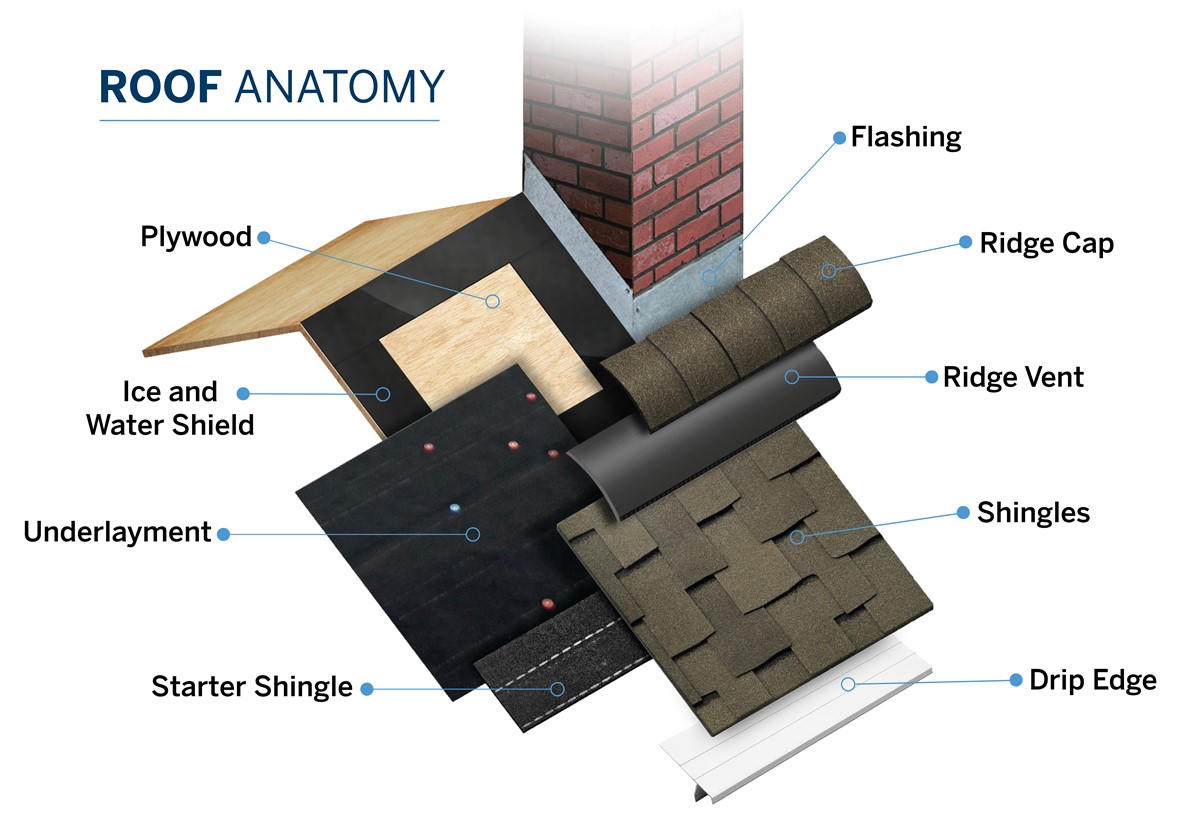 ROOF ANATOMY
Flashing
Plywood
Ridge Cap
Ridge Vent
Ice and
Water Shield
Shingles
Underlayment
Starter Shingle
Drip Edge